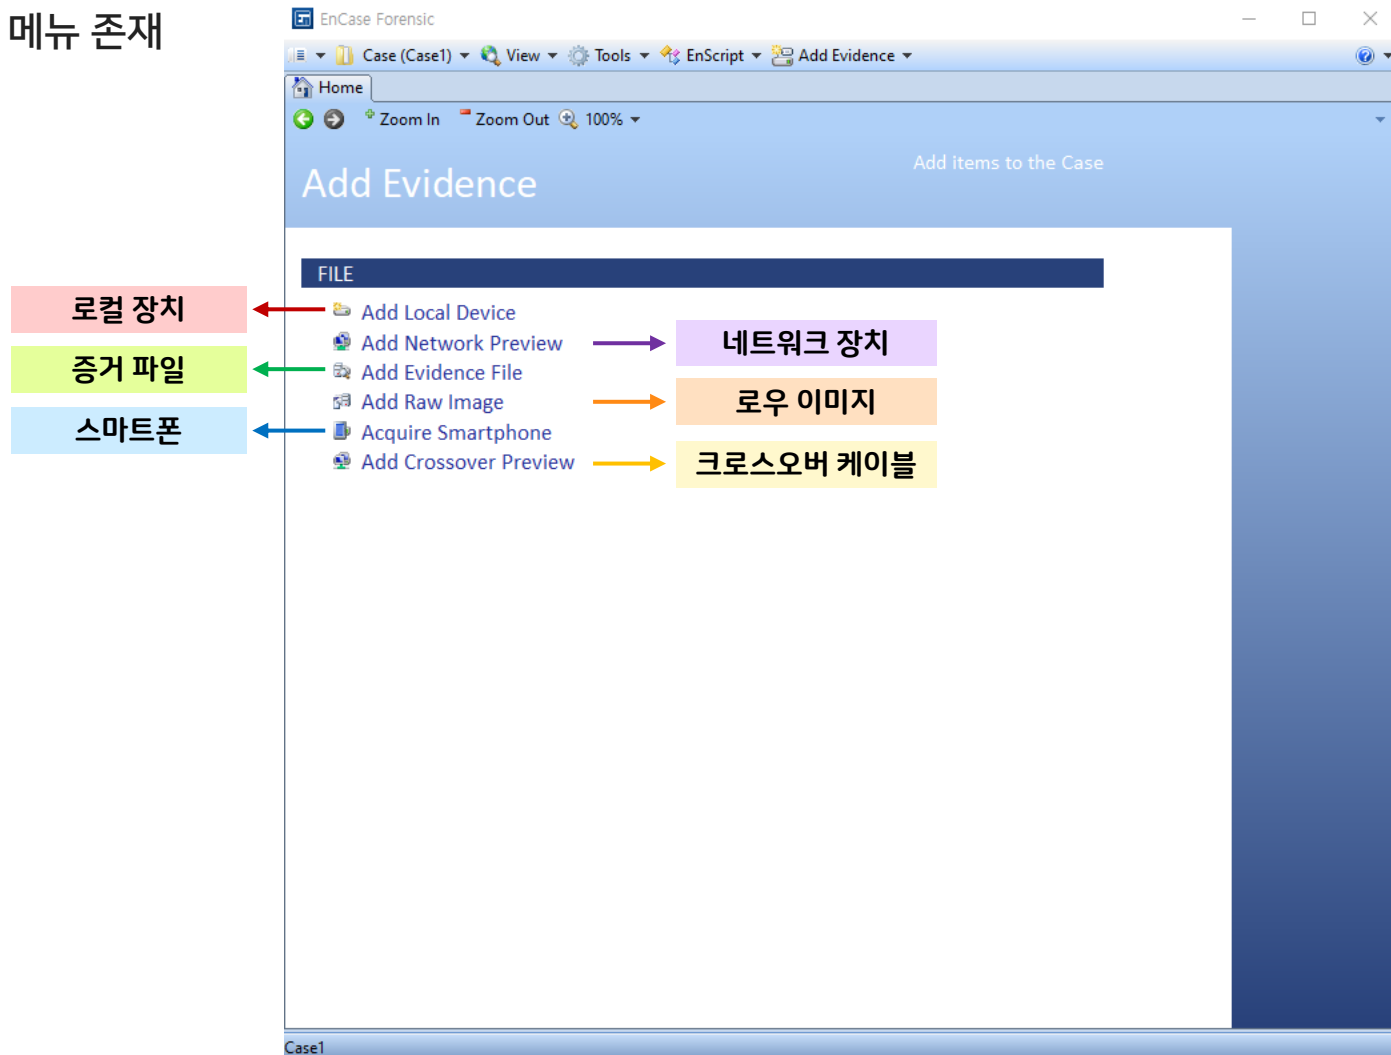 메뉴 존재
EnCase Forensic
Case (Case1) View Tools EnScript Add Evidence
Home
Zoom In Zoom Out 100%
Add items to the Case
Add Evidence
FILE
로컬 장치
Add Local Device
Add Network Preview
네트워크 장치
증거 파일
Add Evidence File
Add Raw Image
로우 이미지
스마트폰
Acquire Smartphone
Add Crossover Preview
크로스오버 케이블
Case1